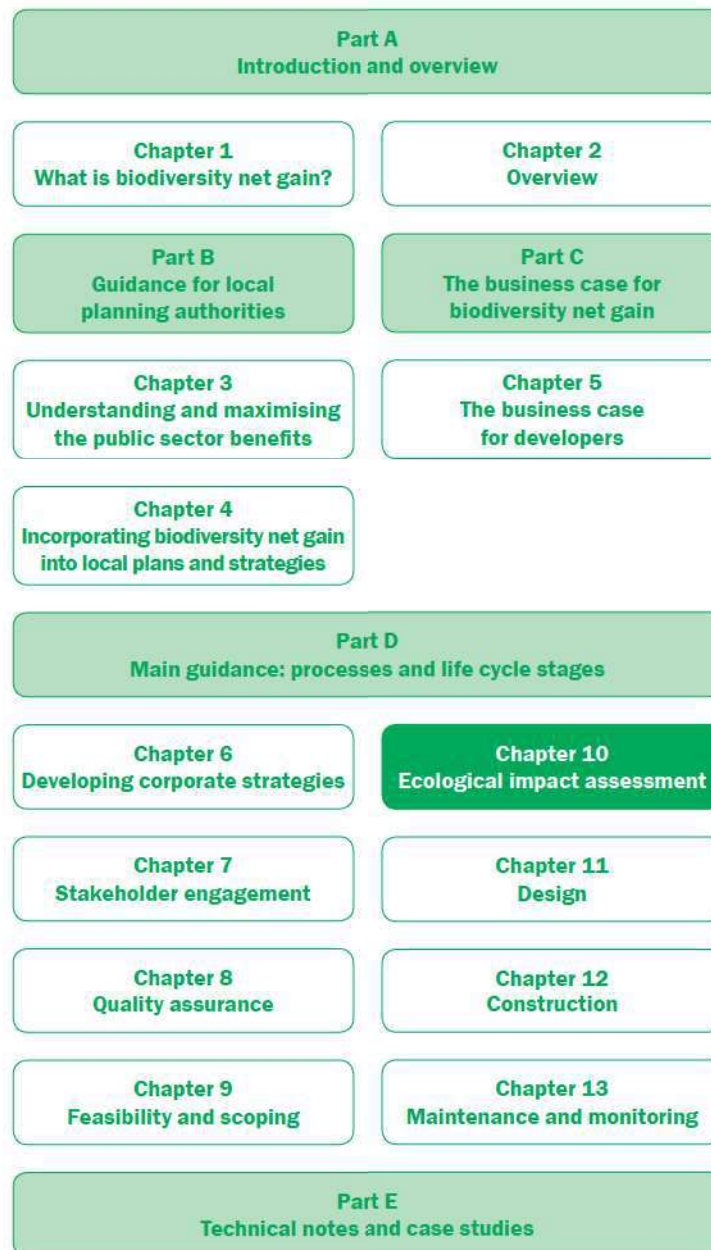 Part A
Introduction and overview
Chapter 1
What is biodiversity net gain?
Chapter 2
Overview
Part B
Guidance for local
planning authorities
Part C
The business case for
biodiversity net gain
Chapter 3
Understanding and maximising
the public sector benefits
Chapter 5
The business case
for developers
Chapter 4
Incorporating biodiversity net gain
into local plans and strategies
Part D
Main guidance: processes and life cycle stages
Chapter 6
Developing corporate strategies
Chapter 10
Ecological impact assessment
Chapter 7
Stakeholder engagement
Chapter 11
Design
Chapter 8
Quality assurance
Chapter 12
Construction
Chapter 9
Feasibility and scoping
Chapter 13
Maintenance and monitoring
Part E
Technical notes and case studies